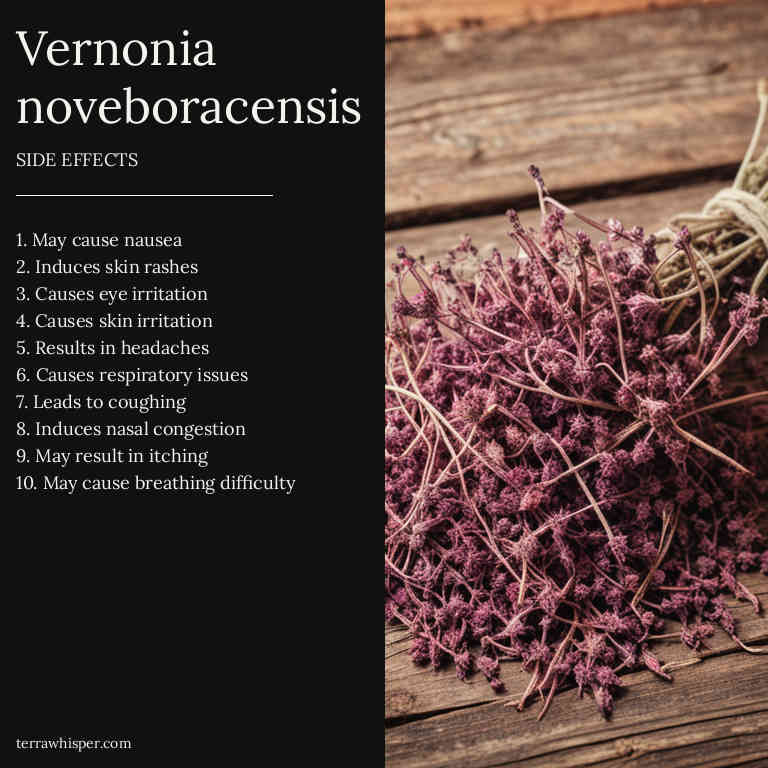 Vernonia
noveboracensis
SIDE EFFECTS
1. May cause nausea
2. Induces skin rashes
3. Causes eye irritation
4. Causes skin irritation
5. Results in headaches
6. Causes respiratory issues
7. Leads to coughing
8. Induces nasal congestion
9. May result in itching
10. May cause breathing difficulty
terrawhisper.com